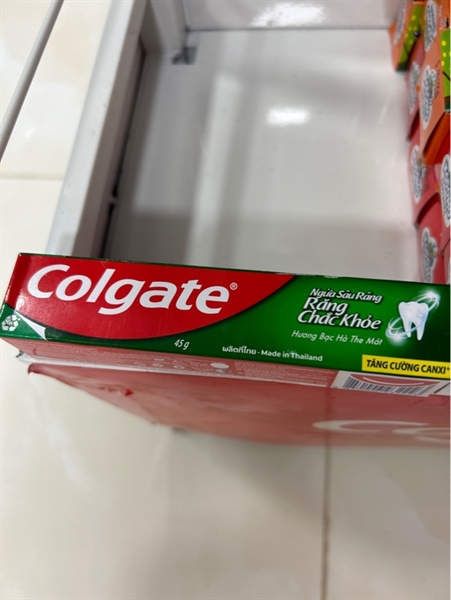 Colgate®
Ngừa Sâu Răng
Răng
Chắc Khỏe
Hương Bạc Hà The Mát
45 g
ผลิตที่ไทย - Made in Thailand
TĂNG CƯỜNG CANXI*